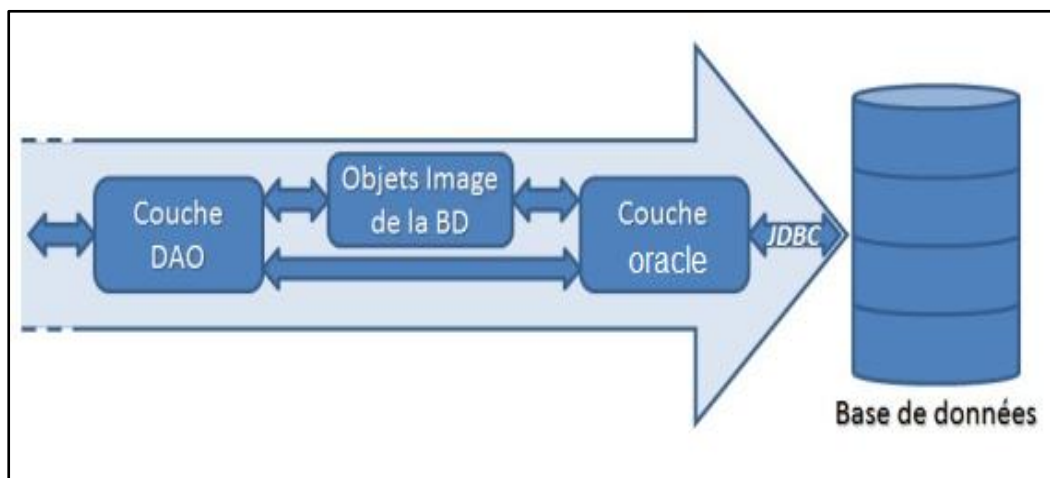 Couche
DAO
Objets Image
de la BD
Couche
oracle
JDBC
Base de données